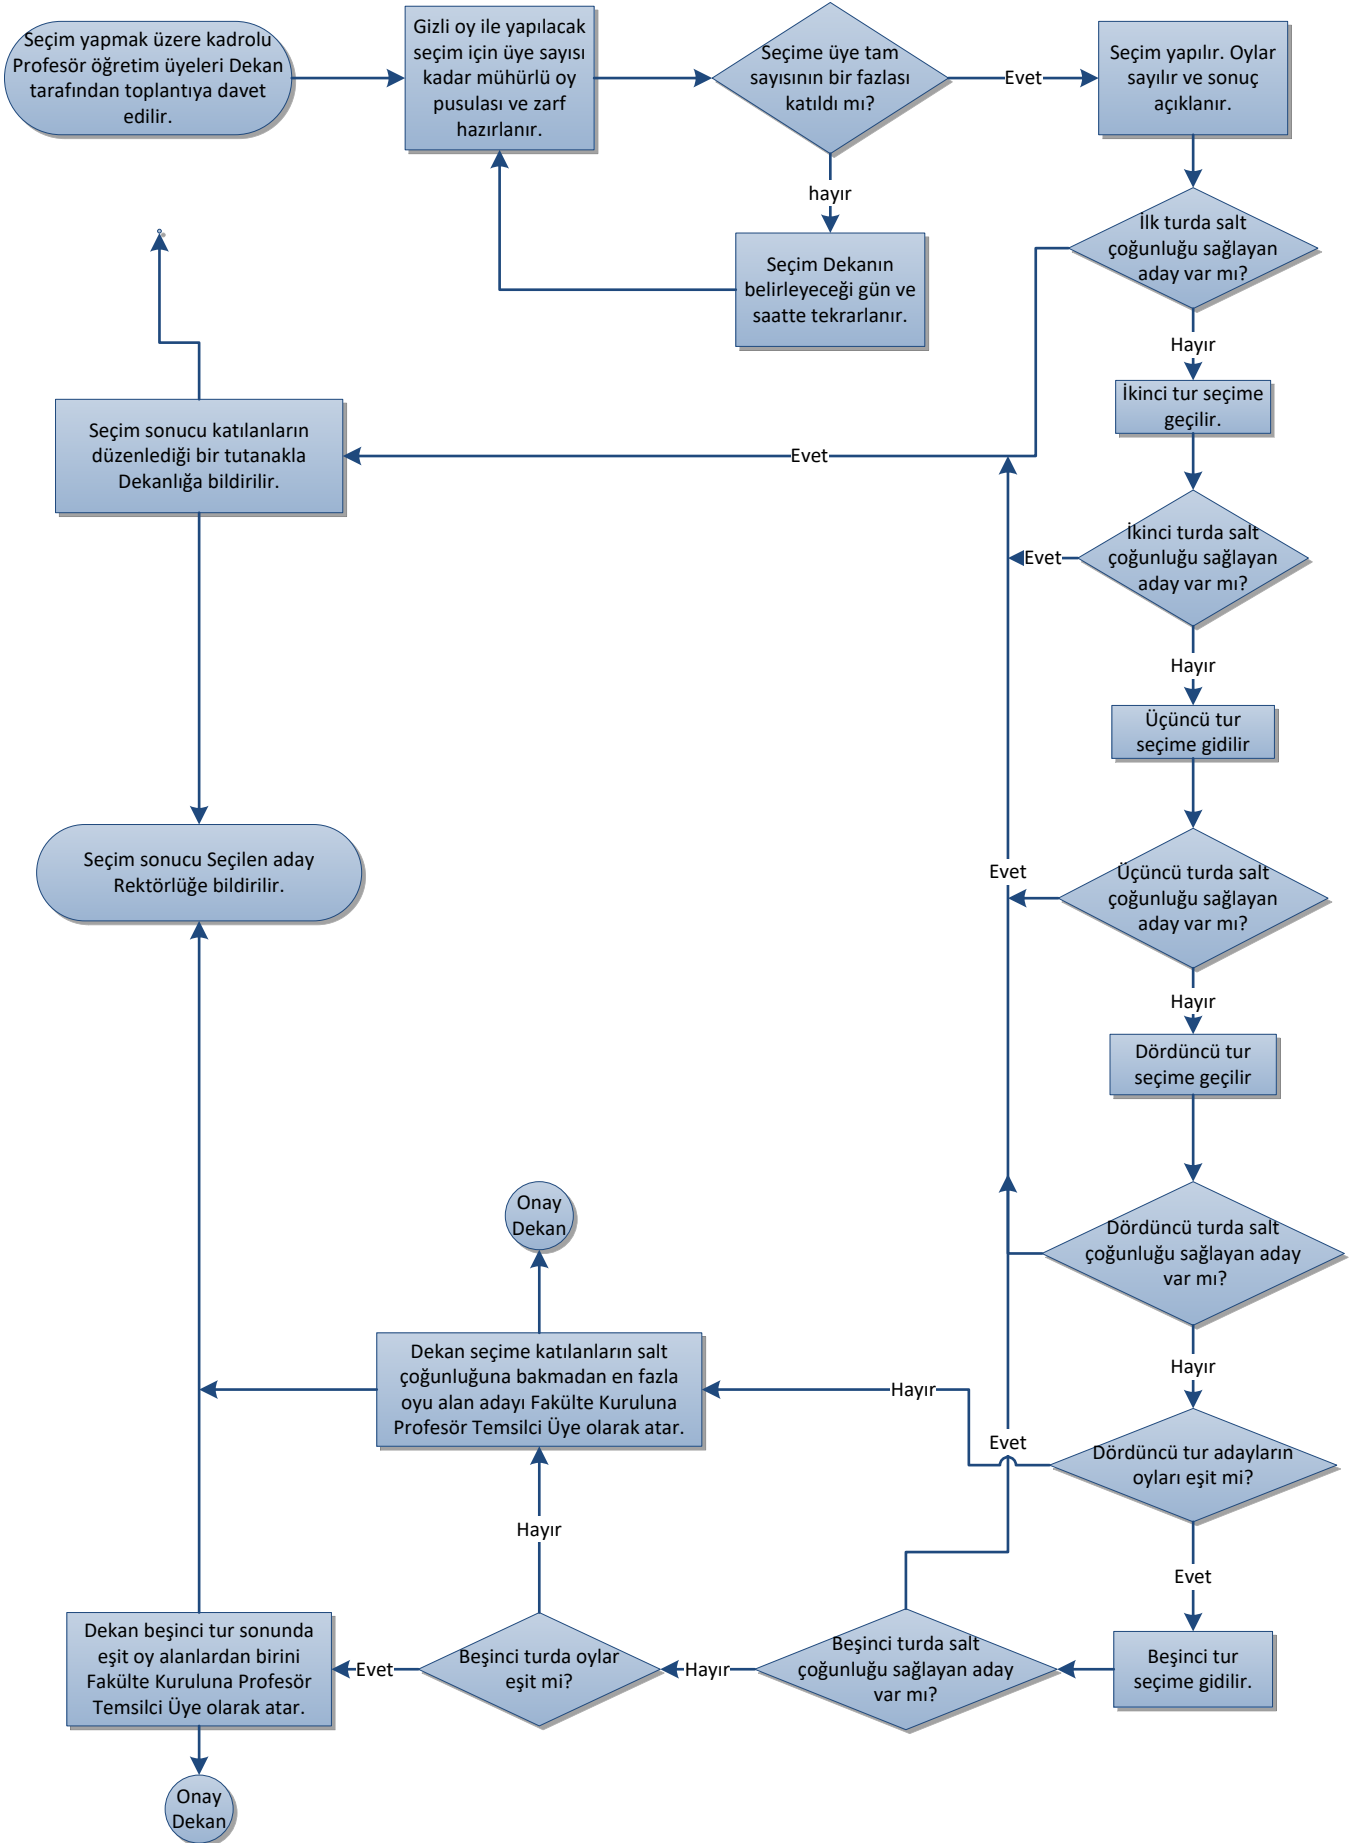 Seçim yapmak üzere kadrolu
Profesör öğretim üyeleri Dekan
tarafından toplantıya davet
edilir.
Gizli oy ile yapılacak
seçim için üye sayısı
kadar mühürlü oy
pusulası ve zarf
hazırlanır.
Seçime üye tam
sayısının bir fazlası
katıldı mı?
Evet
Seçim yapılır. Oylar
sayılır ve sonuç
açıklanır.
hayır
Seçim Dekanın
belirleyeceği gün ve
saatte tekrarlanır.
İlk turda salt
çoğunluğu sağlayan
aday var mı?
Hayır
İkinci tur seçime
geçilir.
Evet
Seçim sonucu katılanların
düzenlediği bir tutanakla
Dekanlığa bildirilir.
İkinci turda salt
çoğunluğu sağlayan
aday var mı?
Evet
Hayır
Üçüncü tur
seçime gidilir
Seçim sonucu Seçilen aday
Rektörlüğe bildirilir.
Üçüncü turda salt
çoğunluğu sağlayan
aday var mı?
Evet
Hayır
Dördüncü tur
seçime geçilir
Dördüncü turda salt
çoğunluğu sağlayan aday
var mı?
Onay
Dekan
Hayır
Dekan seçime katılanların salt
çoğunluğuna bakmadan en fazla
oyu alan adayı Fakülte Kuruluna
Profesör Temsilci Üye olarak atar.
Hayır
Dördüncü tur adayların
oyları eşit mi?
Evet
Hayır
Evet
Beşinci tur
seçime gidilir.
Beşinci turda salt
çoğunluğu sağlayan aday
var mı?
Hayır
Beşinci turda oylar
eşit mi?
Evet
Dekan beşinci tur sonunda
eşit oy alanlardan birini
Fakülte Kuruluna Profesör
Temsilci Üye olarak atar.
Onay
Dekan